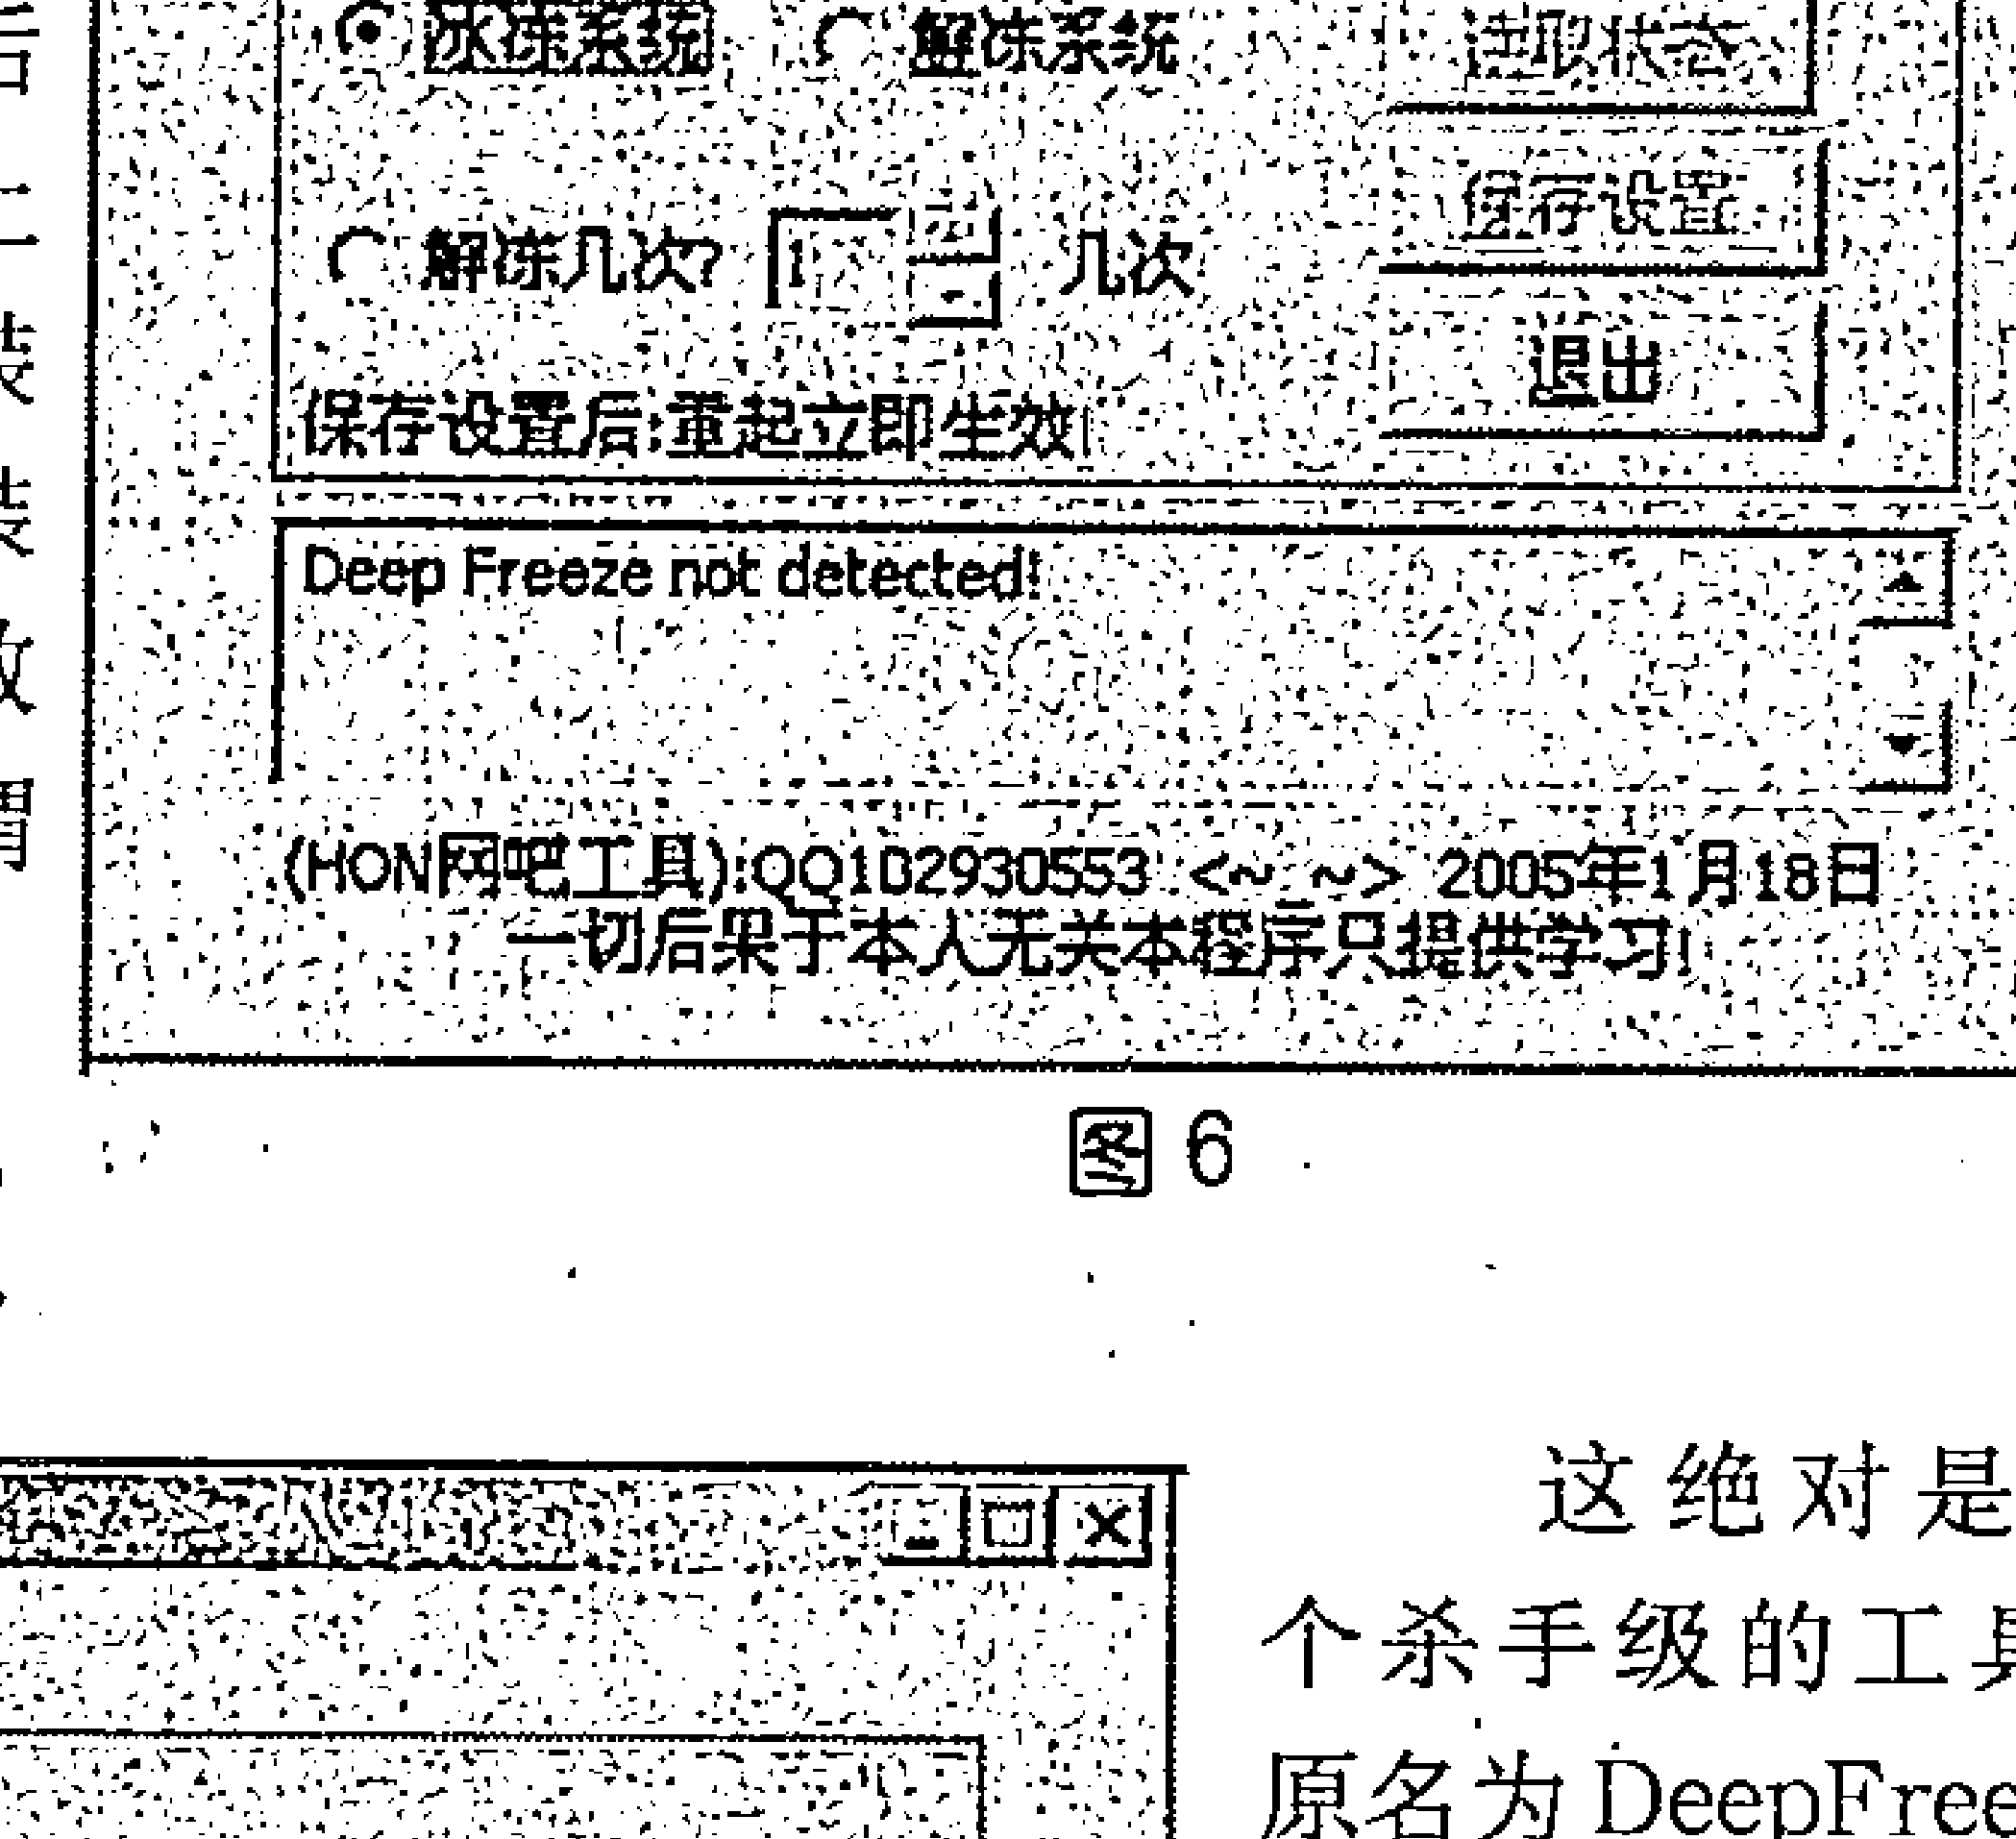 冰冻系统 解冻系统 读取状态
保存设置
解冻几次? 1 几次
退出
保存设置后:重起立即生效
Deep Freeze not detected!
(HON网吧工具):QQ102930553 <~_~> 2005年1月18日
一切后果于本人无关本程序只提供学习!
图 6
这绝对是
个杀手级的工具
原名为DeepFree